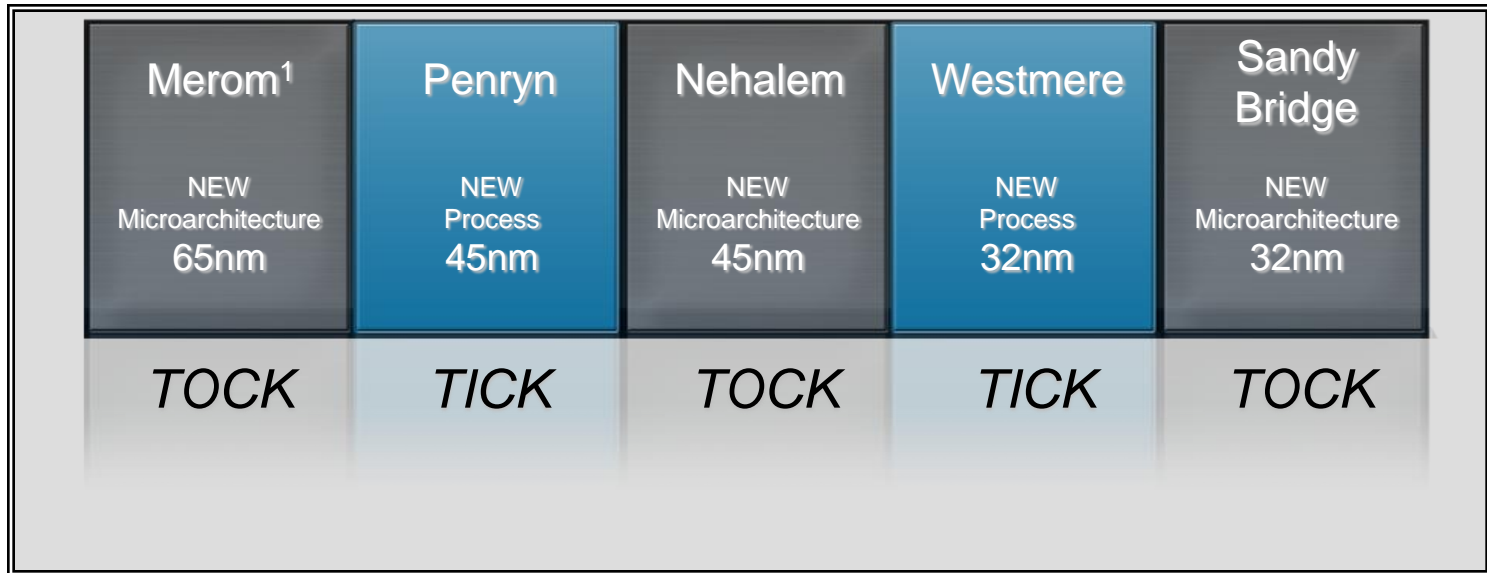 Merom¹
NEW
Microarchitecture
65nm
TOCK
Penryn
NEW
Process
45nm
TICK
Nehalem
NEW
Microarchitecture
45nm
TOCK
Westmere
NEW
Process
32nm
TICK
Sandy
Bridge
NEW
Microarchitecture
32nm
TOCK